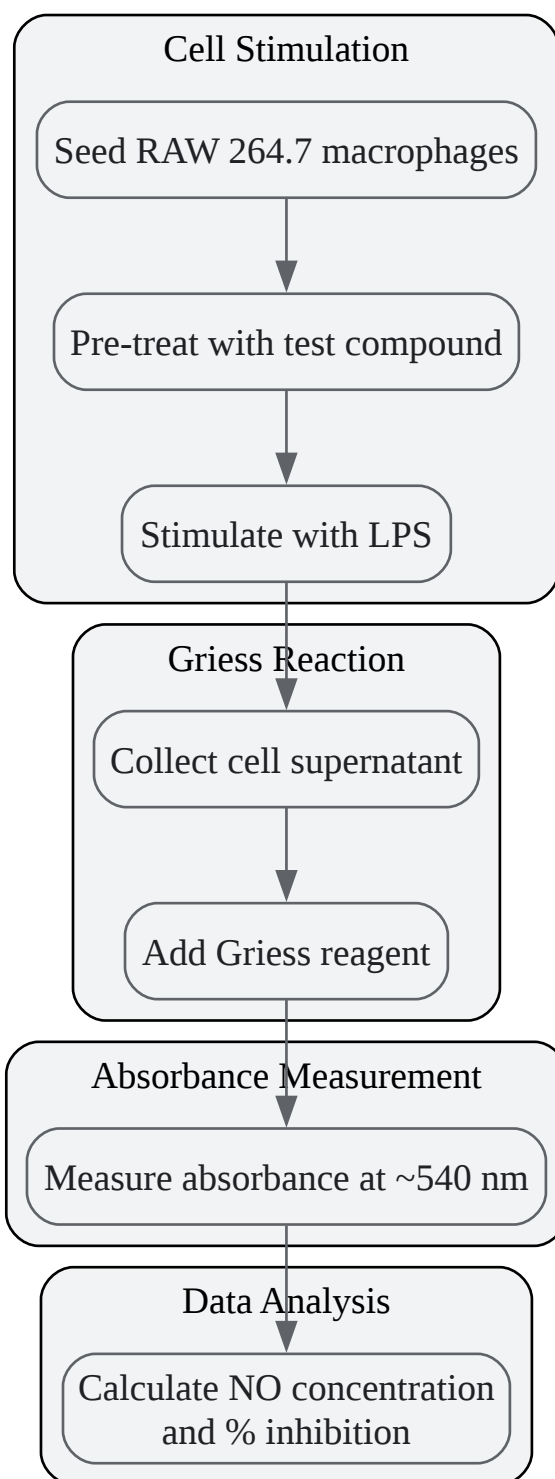 Cell Stimulation
Seed RAW 264.7 macrophages
Pre-treat with test compound
Stimulate with LPS
Griess Reaction
Collect cell supernatant
Add Griess reagent
Absorbance Measurement
Measure absorbance at ~540 nm
Data Analysis
Calculate NO concentration
and % inhibition